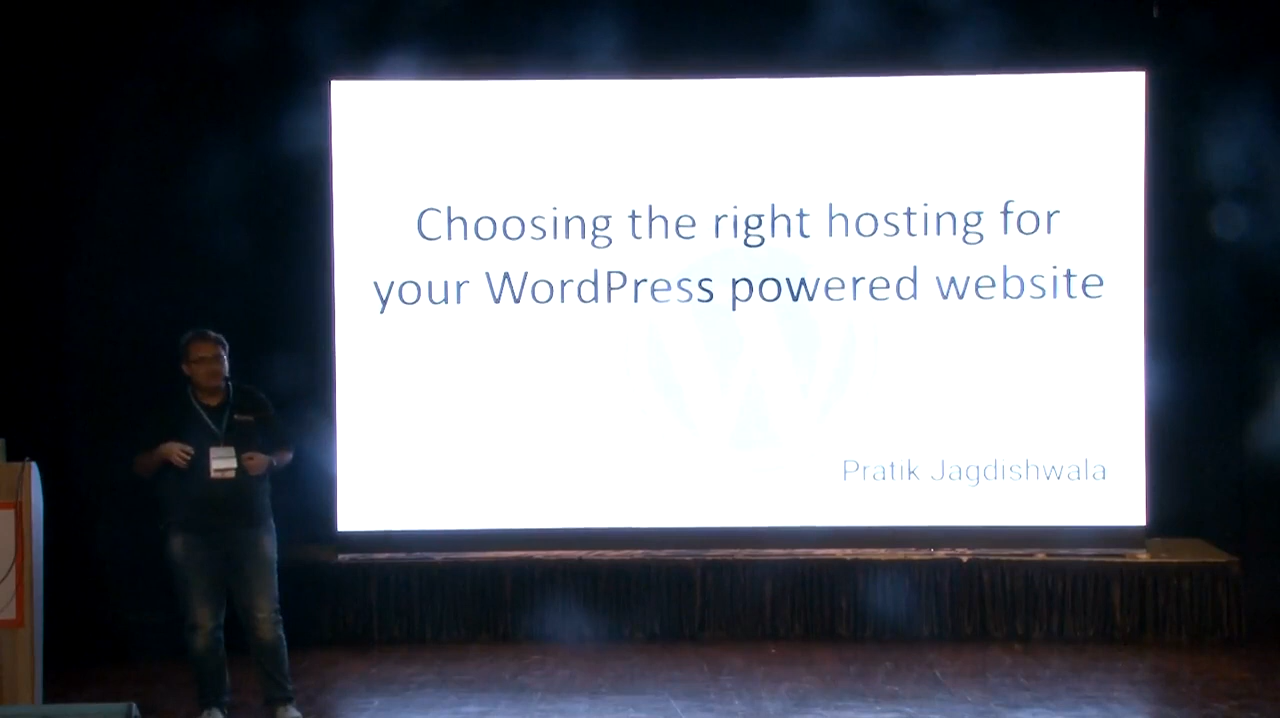 Choosing the right hosting for
your WordPress powered website
Pratik Jagdishwala